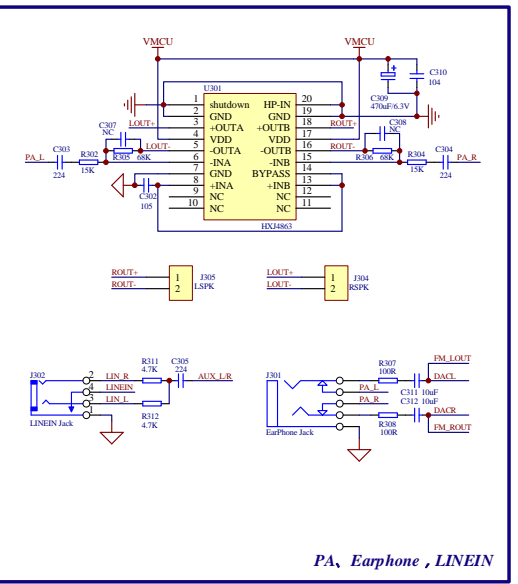 VMCU VMCU
C310
104
C309
470uF/6.3V
U301
1 shutdown HP-IN 20
2 GND GND 19
LOUT+ 3 +OUTA +OUTB 18 ROUT+
4 VDD VDD 17
LOUT- 5 -OUTA -OUTB 16 ROUT-
6 -INA -INB 15
7 GND BYPASS 14
8 +INA +INB 13
9 NC NC 12
10 NC NC 11
HXJ4863
C307
NC
C308
NC
PA_L C303 R302 R305 68K
224 15K
R306 68K R304 C304 PA_R
15K 224
C302
105
ROUT+ 1 J305
ROUT- 2 LSPK
LOUT+ 1 J304
LOUT- 2 RSPK
J302 2 LIN_R R311 4.7K C305 224 AUX_L/R
4 LINEIN
3 LIN_L R312 4.7K
1
LINEIN Jack
J301
R307
100R
FM_LOUT
DACL
PA_L C311 10uF
PA_R C312 10uF
DACR
R308
100R
FM_ROUT
EarPhone Jack
PA、Earphone , LINEIN